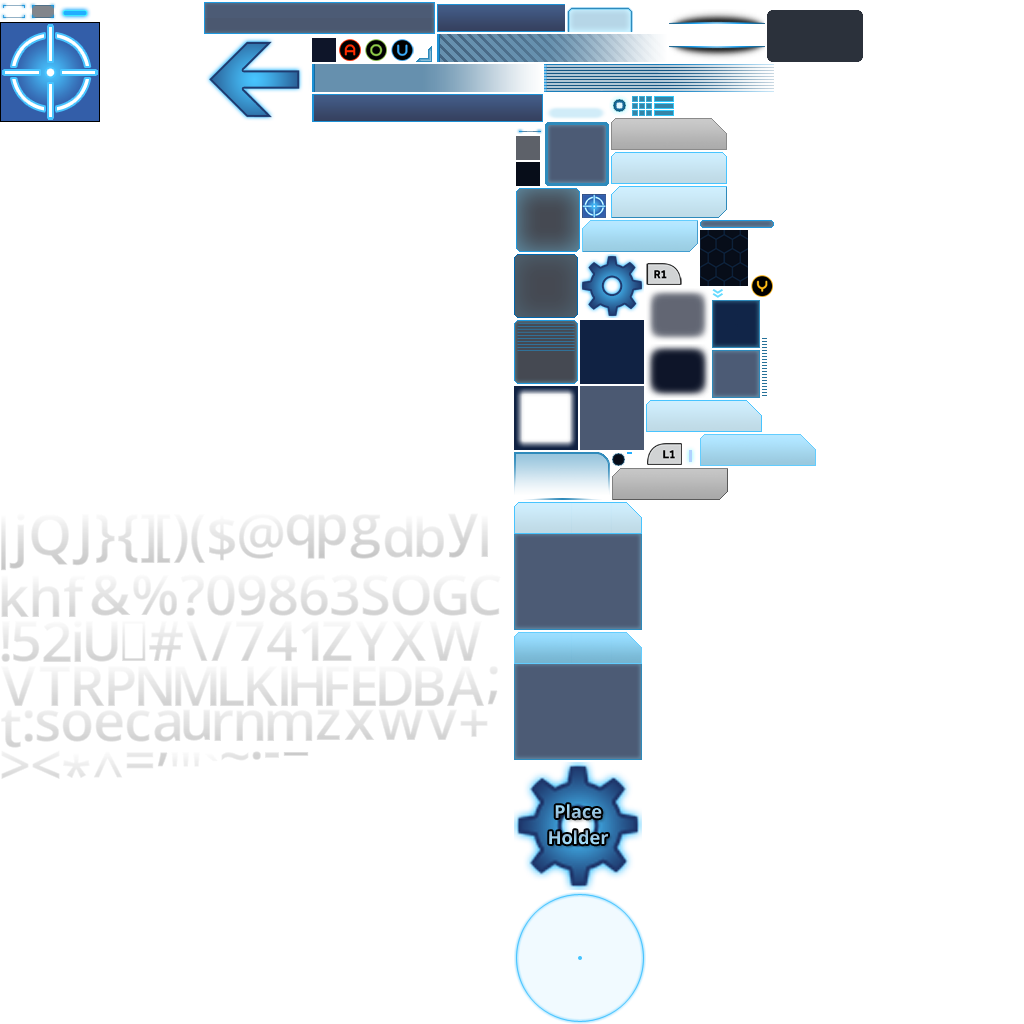 A O U
R1
Y
L1
|jQJ}{][)($@qpgdbyl
khf&%?09863SOGC
!52iU□#\/741ZYXW
VTRPNMLKIHFEDBA;
t:soecaurnmzxwv+
><*^='"`~·-_
Place
Holder